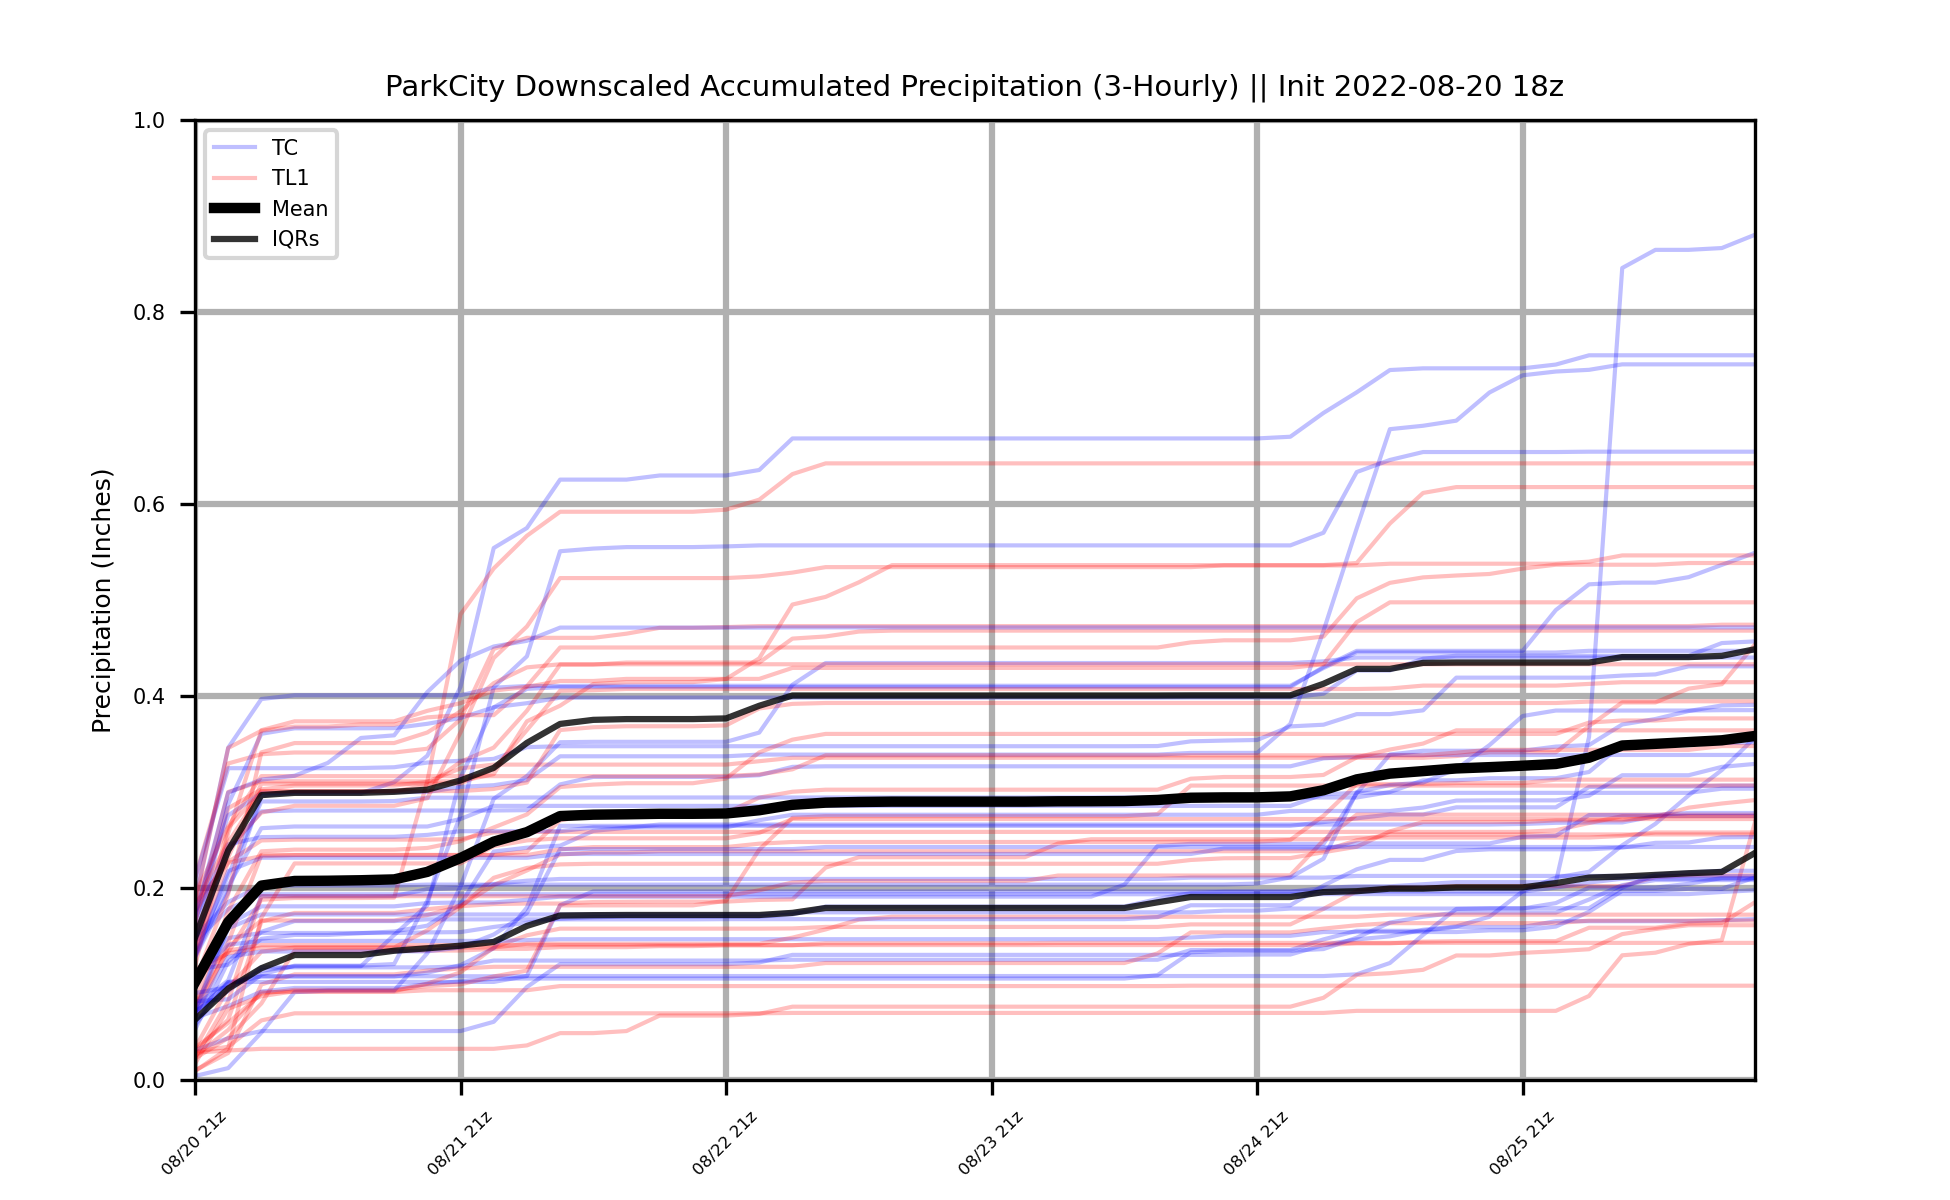 ParkCity Downscaled Accumulated Precipitation (3-Hourly) || Init 2022-08-20 18z
1.0
0.8
0.6
0.4
0.2
0.0
Precipitation (Inches)
TC
TL1
Mean
IQRs
08/20 21z
08/21 21z
08/22 21z
08/23 21z
08/24 21z
08/25 21z